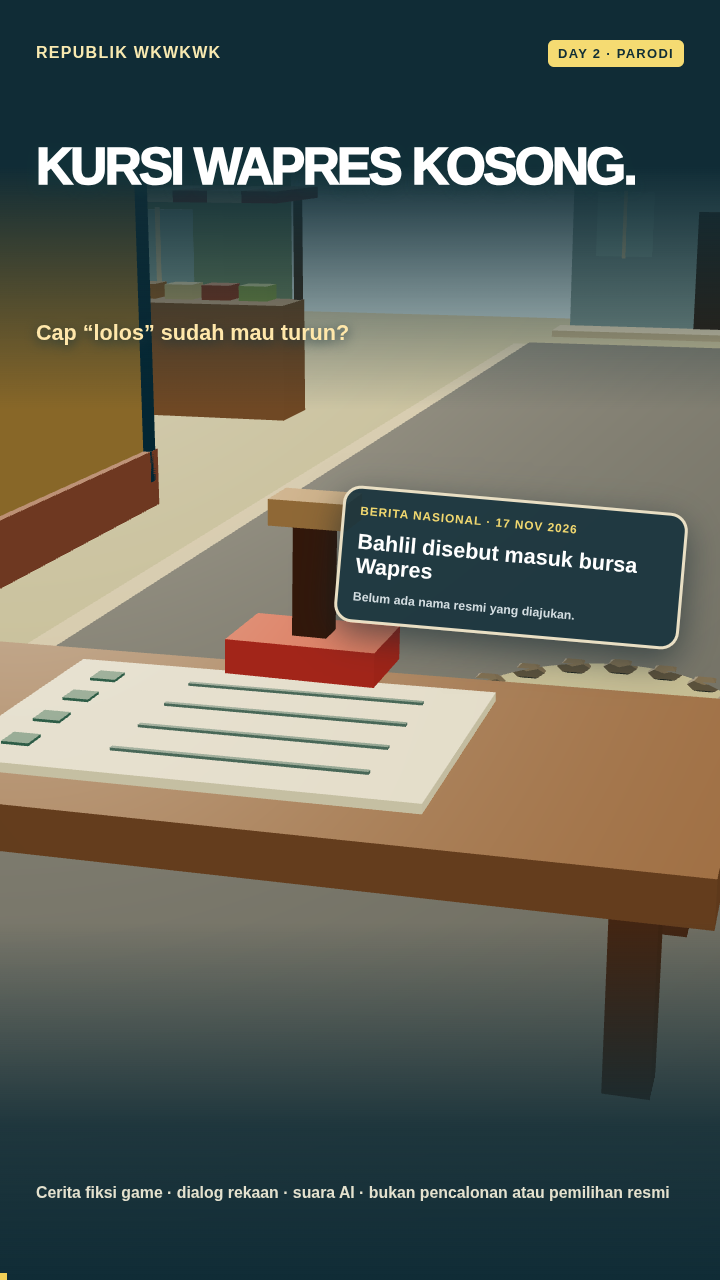 REPUBLIK WKWKWK
DAY 2 · PARODI
KURSI WAPRES KOSONG.
Cap “lolos” sudah mau turun?
BERITA NASIONAL · 17 NOV 2026
Bahlil disebut masuk bursa
Wapres
Belum ada nama resmi yang diajukan.
Cerita fiksi game · dialog rekaan · suara AI · bukan pencalonan atau pemilihan resmi